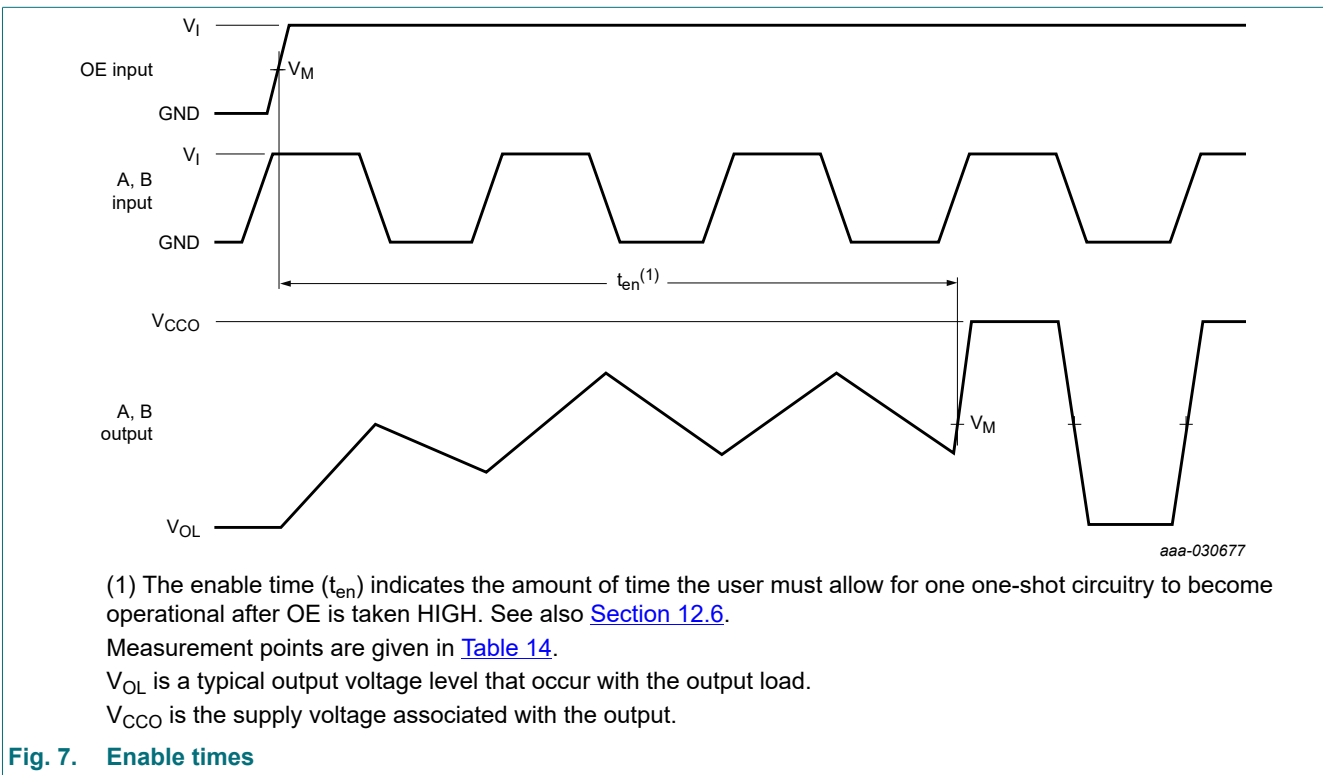 V_I
OE input
V_M
GND
V_I
A, B
input
GND
t_en(1)
V_CCO
A, B
output
V_M
V_OL
aaa-030677
(1) The enable time (t_en) indicates the amount of time the user must allow for one one-shot circuitry to become
operational after OE is taken HIGH. See also Section 12.6.
Measurement points are given in Table 14.
V_OL is a typical output voltage level that occur with the output load.
V_CCO is the supply voltage associated with the output.
Fig. 7. Enable times